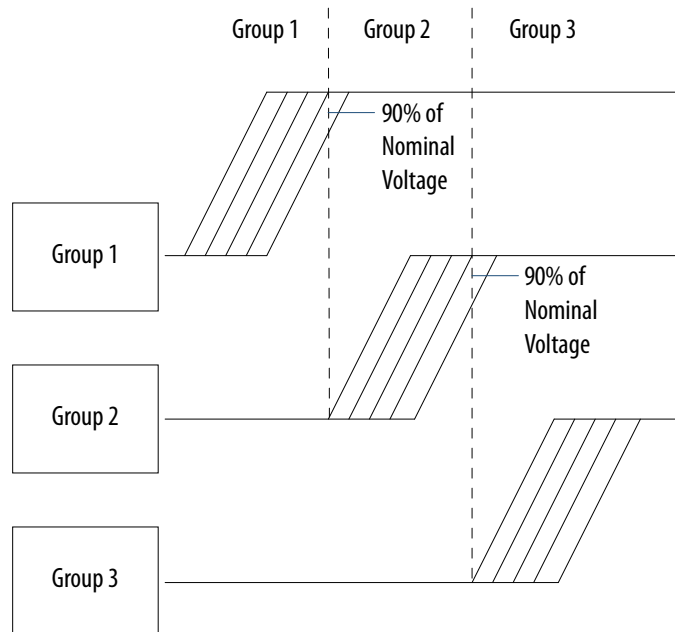 Group 1
Group 2
Group 3
90% of
Nominal
Voltage
Group 1
90% of
Nominal
Voltage
Group 2
Group 3